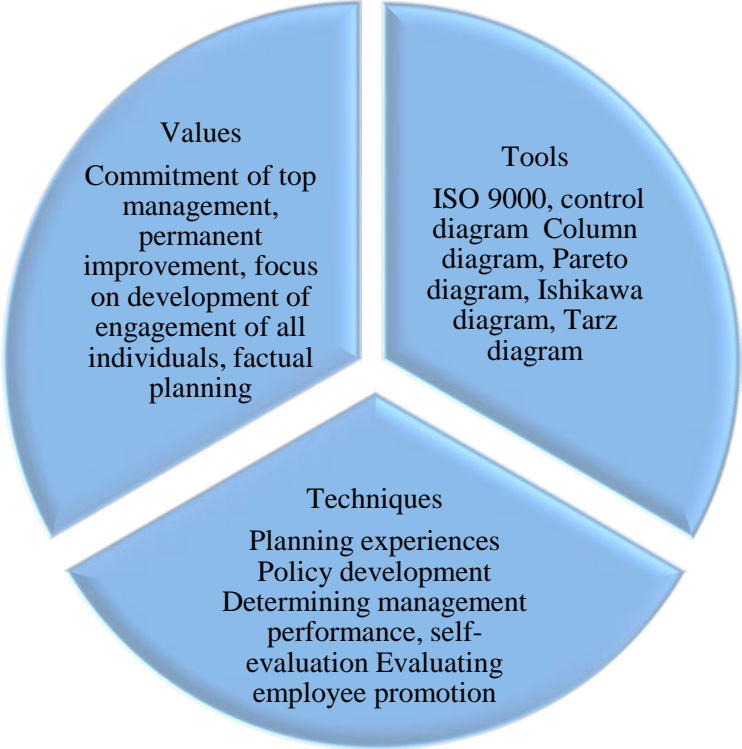 Values
Commitment of top
management,
permanent
improvement, focus
on development of
engagement of all
individuals, factual
planning
Tools
ISO 9000, control
diagram Column
diagram, Pareto
diagram, Ishikawa
diagram, Tarz
diagram
Techniques
Planning experiences
Policy development
Determining management
performance, self-
evaluation Evaluating
employee promotion